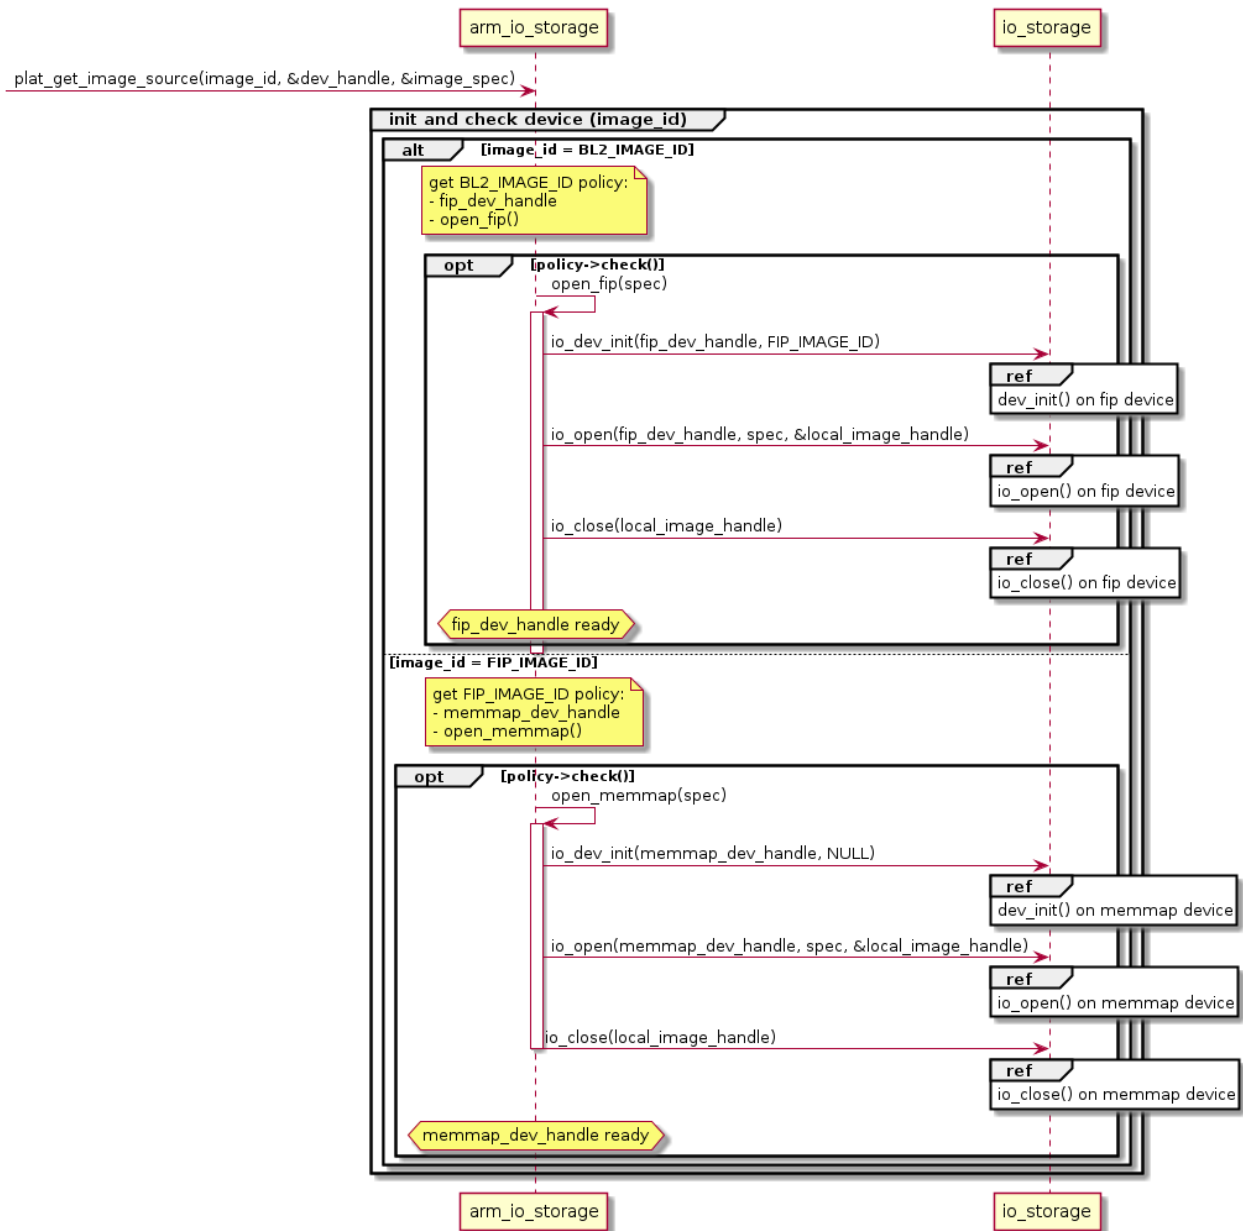 arm_io_storage
io_storage
plat_get_image_source(image_id, &dev_handle, &image_spec)
init and check device (image_id)
alt
[image_id = BL2_IMAGE_ID]
get BL2_IMAGE_ID policy:
- fip_dev_handle
- open_fip()
opt
[policy->check()]
open_fip(spec)
io_dev_init(fip_dev_handle, FIP_IMAGE_ID)
ref
dev_init() on fip device
io_open(fip_dev_handle, spec, &local_image_handle)
ref
io_open() on fip device
io_close(local_image_handle)
ref
io_close() on fip device
fip_dev_handle ready
[image_id = FIP_IMAGE_ID]
get FIP_IMAGE_ID policy:
- memmap_dev_handle
- open_memmap()
opt
[policy->check()]
open_memmap(spec)
io_dev_init(memmap_dev_handle, NULL)
ref
dev_init() on memmap device
io_open(memmap_dev_handle, spec, &local_image_handle)
ref
io_open() on memmap device
io_close(local_image_handle)
ref
io_close() on memmap device
memmap_dev_handle ready
arm_io_storage
io_storage